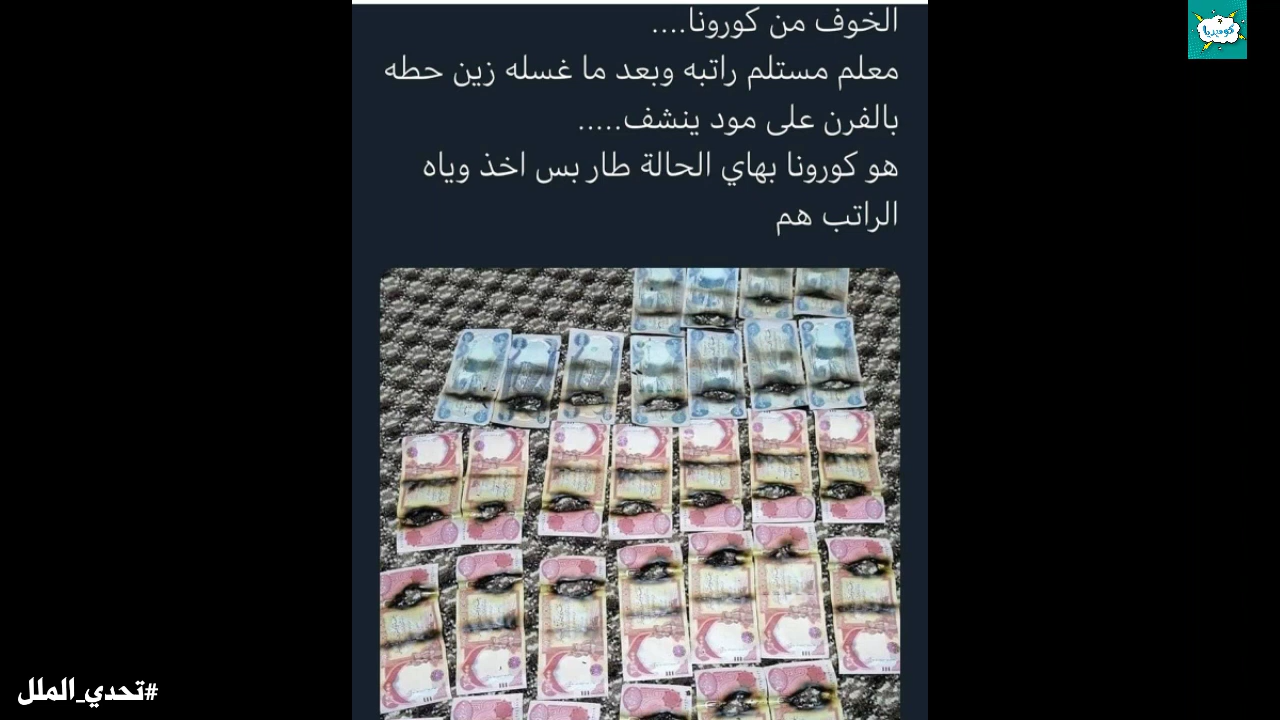 الخوف من كورونا....
معلم مستلم راتبه وبعد ما غسله زين حطه
بالفرن على مود ينشف.....
هو كورونا بهاي الحالة طار بس اخذ وياه
الراتب هم
كوميديا
#تحدي_الملل